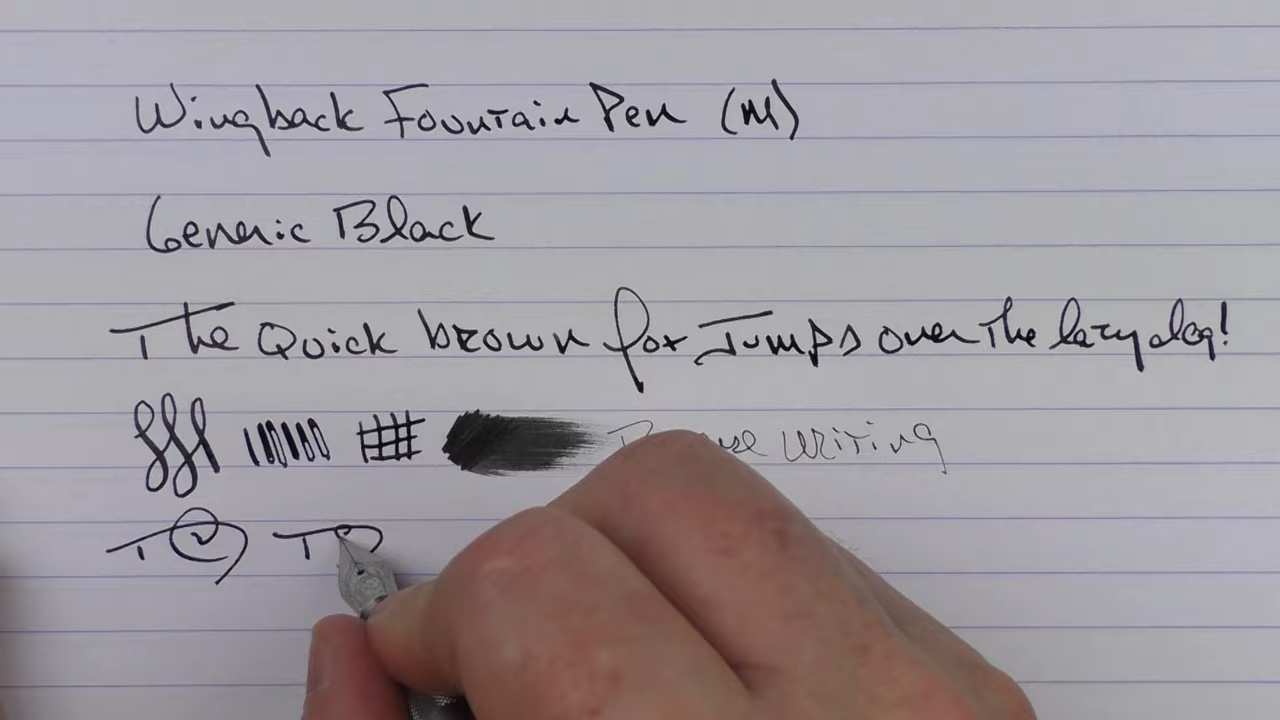 Wingback Fountain Pen (M)
Generic Black
The Quick brown fox Jumps over The lazy dog!
writing